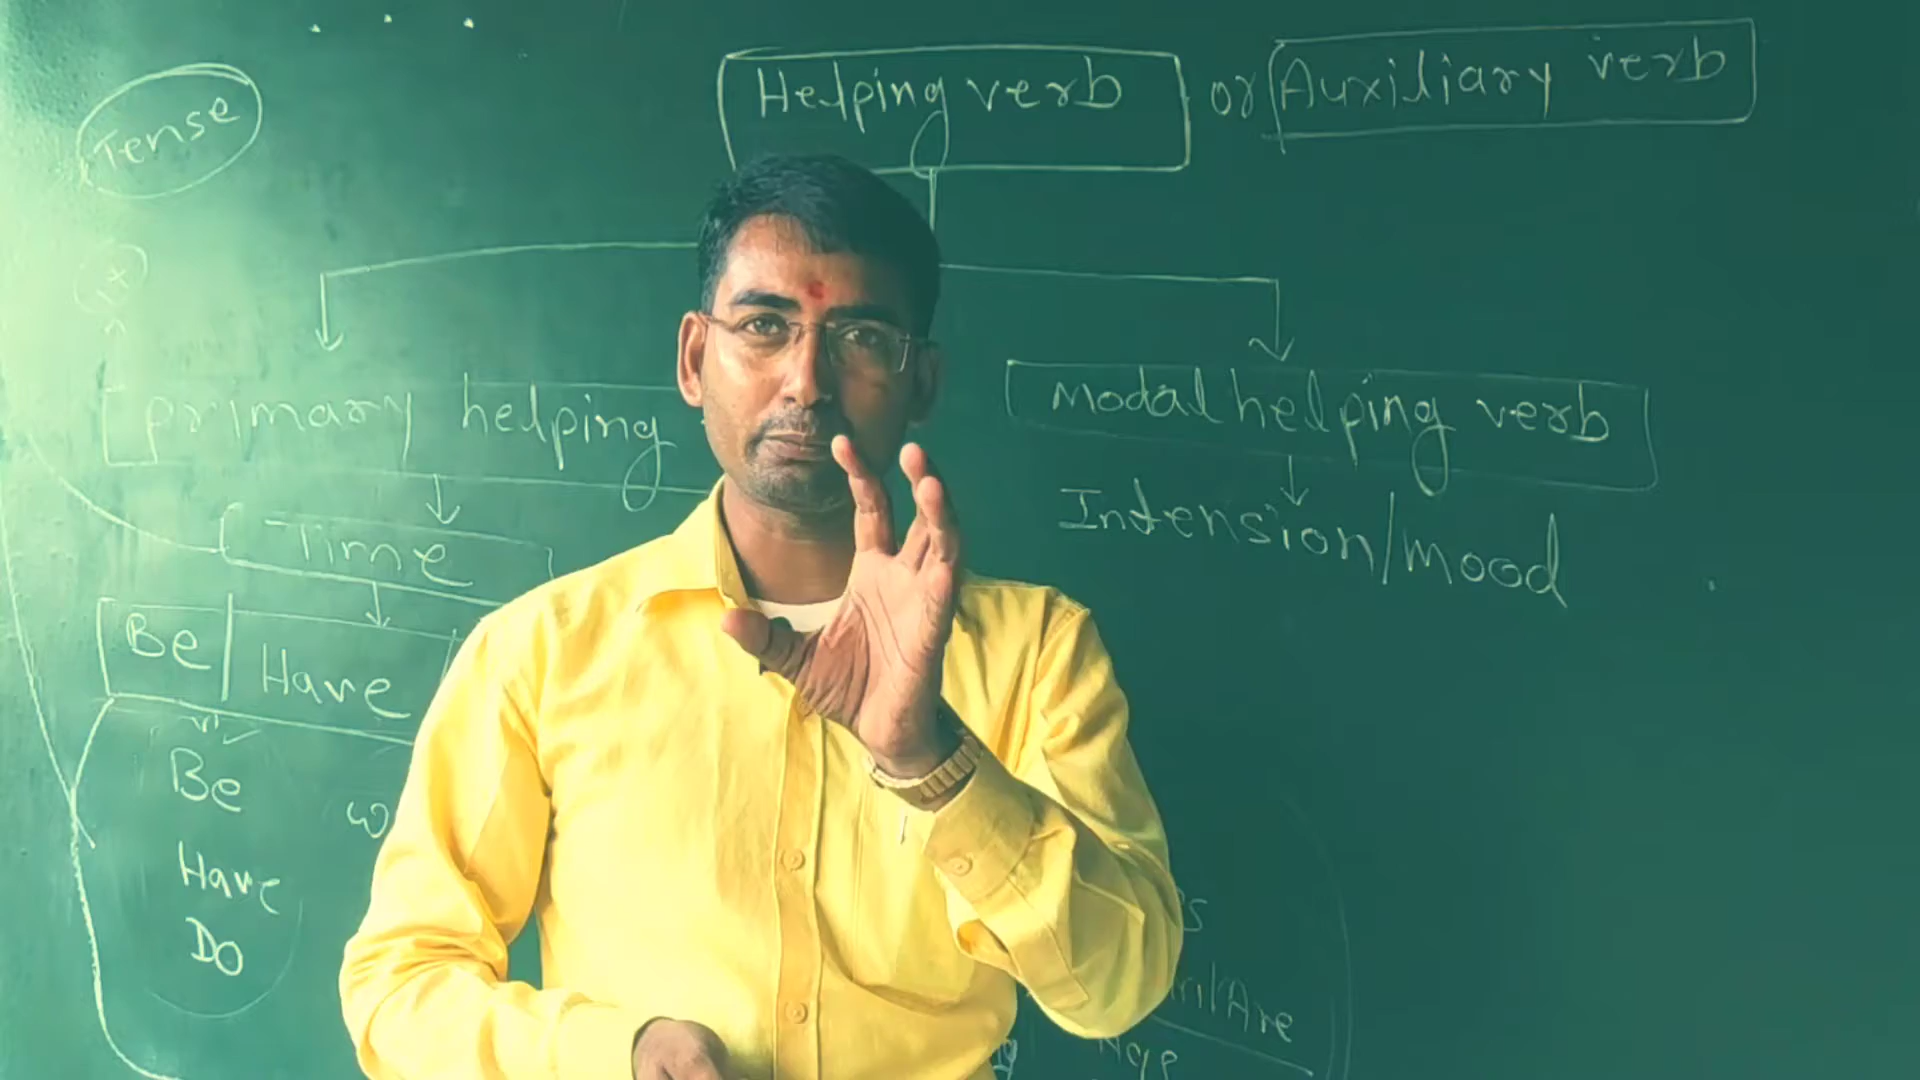 Tense
Helping verb or Auxiliary verb
primary helping
Modal helping verb
Time
Intension/mood
Be Have
Be
Have
Do
Are